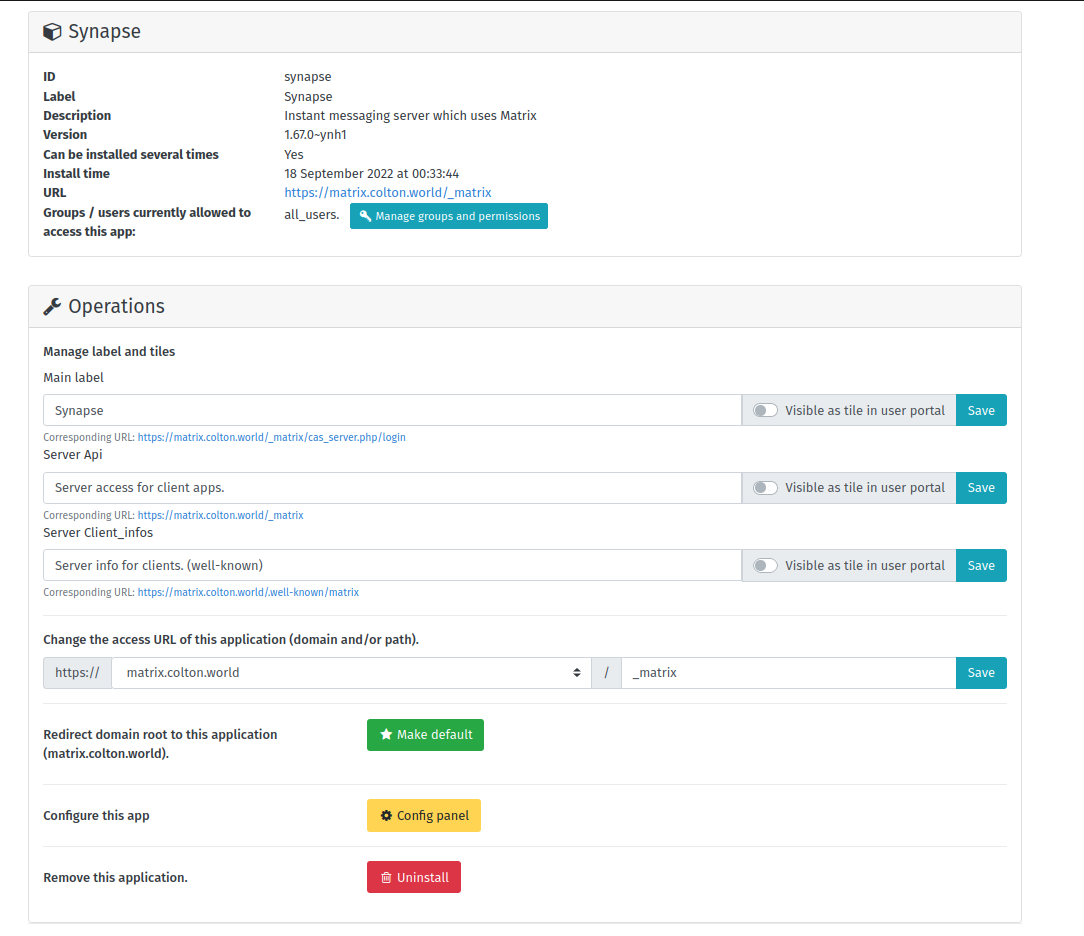 Synapse
ID synapse
Label Synapse
Description Instant messaging server which uses Matrix
Version 1.67.0~ynh1
Can be installed several times Yes
Install time 18 September 2022 at 00:33:44
URL https://matrix.colton.world/_matrix
Groups / users currently allowed to access this app: all_users. Manage groups and permissions
Operations
Manage label and tiles
Main label
Synapse Visible as tile in user portal Save
Corresponding URL: https://matrix.colton.world/_matrix/cas_server.php/login
Server Api
Server access for client apps. Visible as tile in user portal Save
Corresponding URL: https://matrix.colton.world/_matrix
Server Client_infos
Server info for clients. (well-known) Visible as tile in user portal Save
Corresponding URL: https://matrix.colton.world/.well-known/matrix
Change the access URL of this application (domain and/or path).
https:// matrix.colton.world / _matrix Save
Redirect domain root to this application
(matrix.colton.world). Make default
Configure this app Config panel
Remove this application. Uninstall